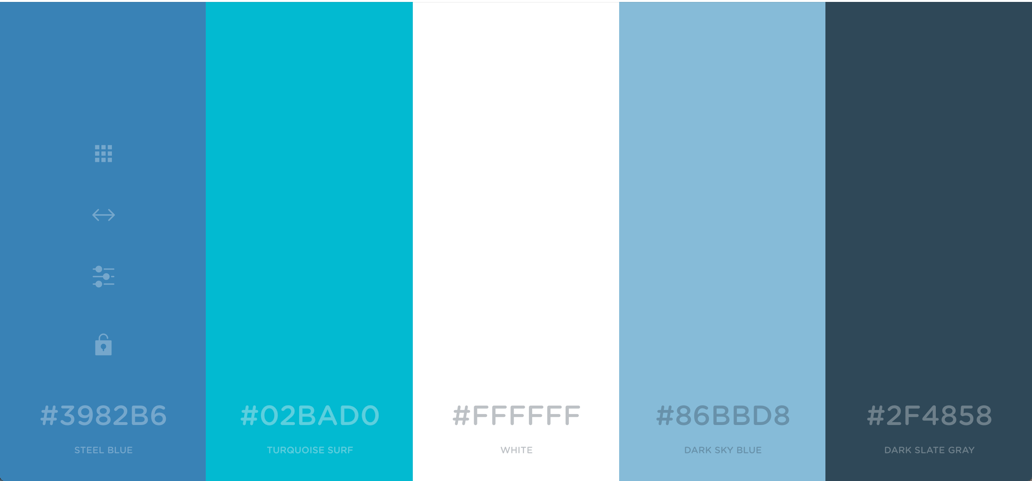 #3982B6 #02BAD0 #FFFFFF #86BBD8 #2F4858
STEEL BLUE TURQUOISE SURF WHITE DARK SKY BLUE DARK SLATE GRAY